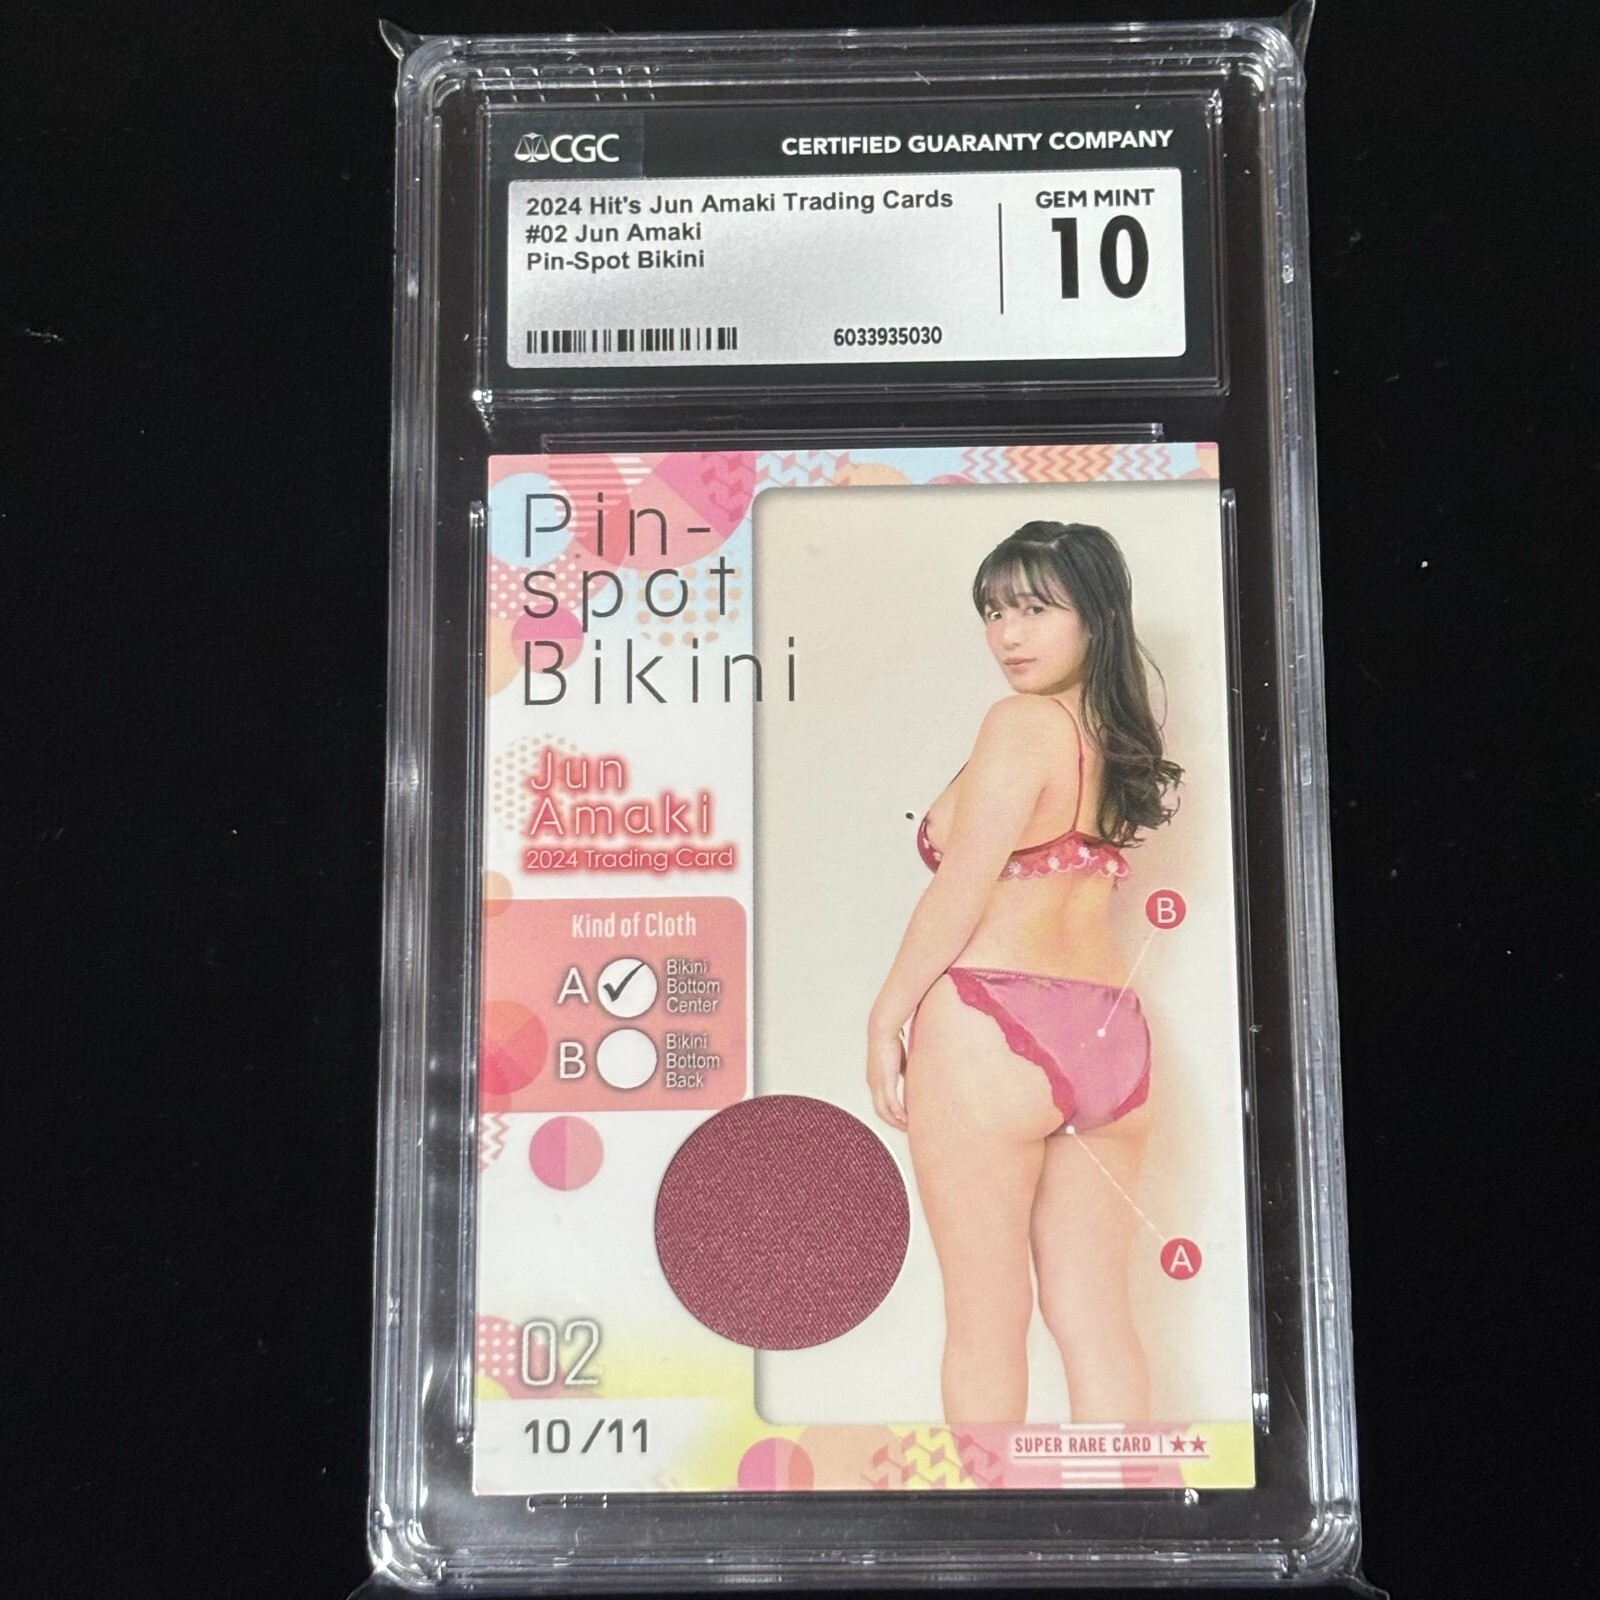 CGC
CERTIFIED GUARANTY COMPANY
2024 Hit's Jun Amaki Trading Cards
#02 Jun Amaki
Pin-Spot Bikini
GEM MINT
10
6033935030
Pin-
spot
Bikini
Jun
Amaki
2024 Trading Card
Kind of Cloth
A ✓ Bikini
Bottom
Center
B Bikini
Bottom
Back
B
A
02
10/11
SUPER RARE CARD | ★★